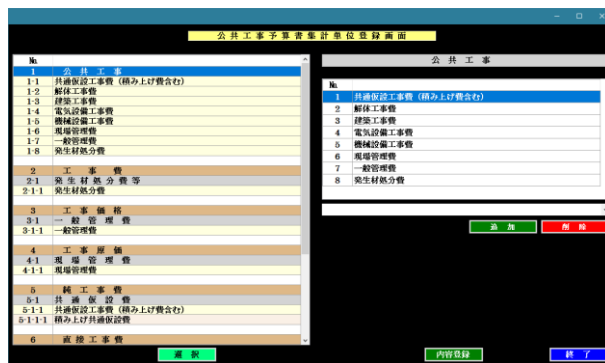 公共工事予算書集計単位登録画面
№
1 公共工事
1-1 共通仮設工事費(積み上げ費含む)
1-2 解体工事費
1-3 建築工事費
1-4 電気設備工事費
1-5 機械設備工事費
1-6 現場管理費
1-7 一般管理費
1-8 発生材処分費
2 工事費
2-1 発生材処分費等
2-1-1 発生材処分費
3 工事価格
3-1 一般管理費
3-1-1 一般管理費
4 工事原価
4-1 現場管理費
4-1-1 現場管理費
5 純工事費
5-1 共通仮設費
5-1-1 共通仮設工事費(積み上げ費含む)
5-1-1-1 積み上げ共通仮設費
6 直接工事費
選択
公共工事
№
1 共通仮設工事費(積み上げ費含む)
2 解体工事費
3 建築工事費
4 電気設備工事費
5 機械設備工事費
6 現場管理費
7 一般管理費
8 発生材処分費
追加 削除
内容登録 終了